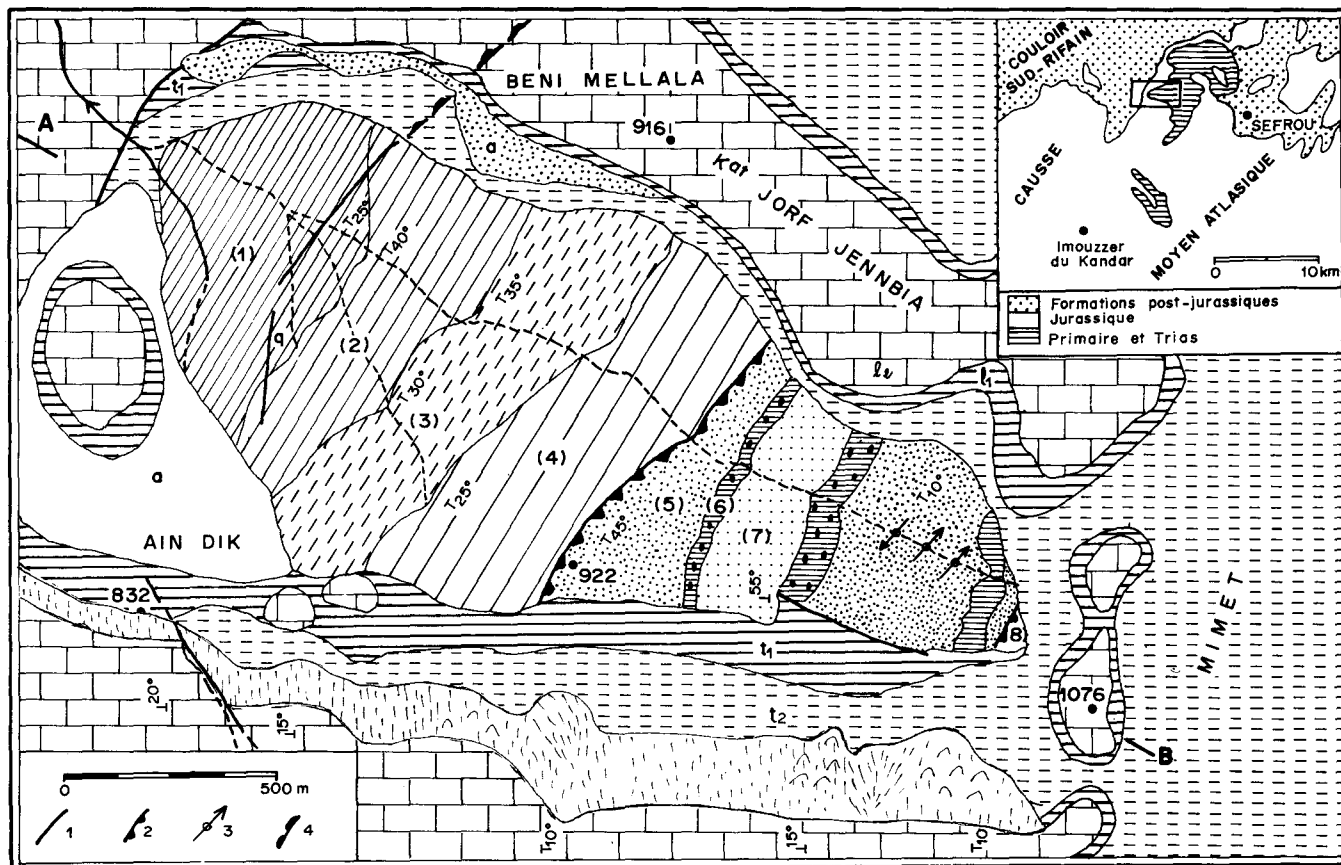 A
BENI MELLALA
916
Kat JORF JENNBIA
t1
a
(1)
T25°
T40°
T35°
q
(2)
T30°
(3)
T25°
(4)
l2
l1
a
AIN DIK
832
T45°
(5)
(6)
(7)
55°
T10°
922
8
t1
t2
MIMET
1076
B
20°
15°
T10°
15°
T10°
0 500 m
1 2 3 4
COULOIR
SUD-RIFAIN
SEFROU
CAUSSE
MOYEN ATLASIQUE
Imouzzer
du Kandar
0 10km
Formations post-jurassiques
Jurassique
Primaire et Trias